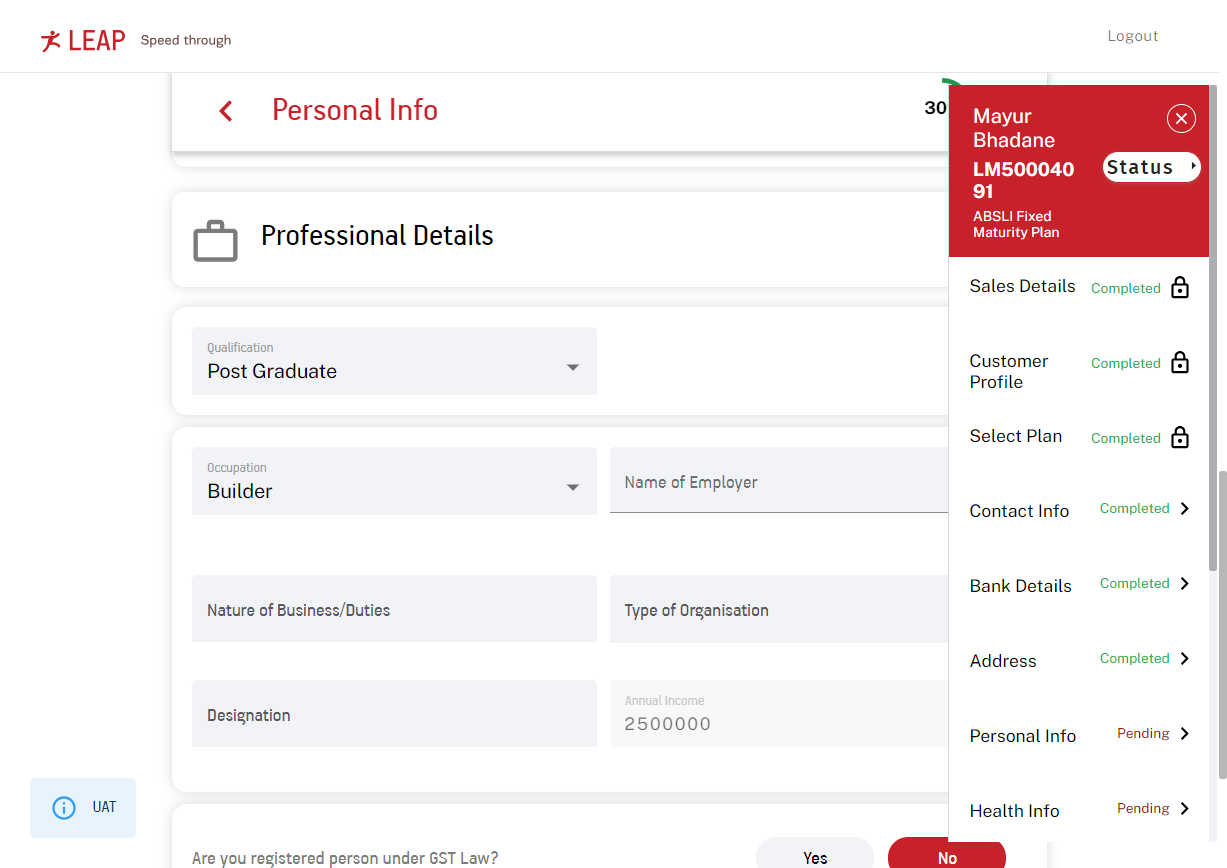 LEAP
Speed through
Logout
Personal Info
30
Professional Details
Qualification
Post Graduate
Occupation
Builder
Name of Employer
Nature of Business/Duties
Type of Organisation
Designation
Annual Income
2500000
Are you registered person under GST Law?
Yes
No
UAT
Mayur
Bhadane
LM500040
91
ABSLI Fixed
Maturity Plan
Status
Sales Details
Completed
Customer
Profile
Completed
Select Plan
Completed
Contact Info
Completed
Bank Details
Completed
Address
Completed
Personal Info
Pending
Health Info
Pending